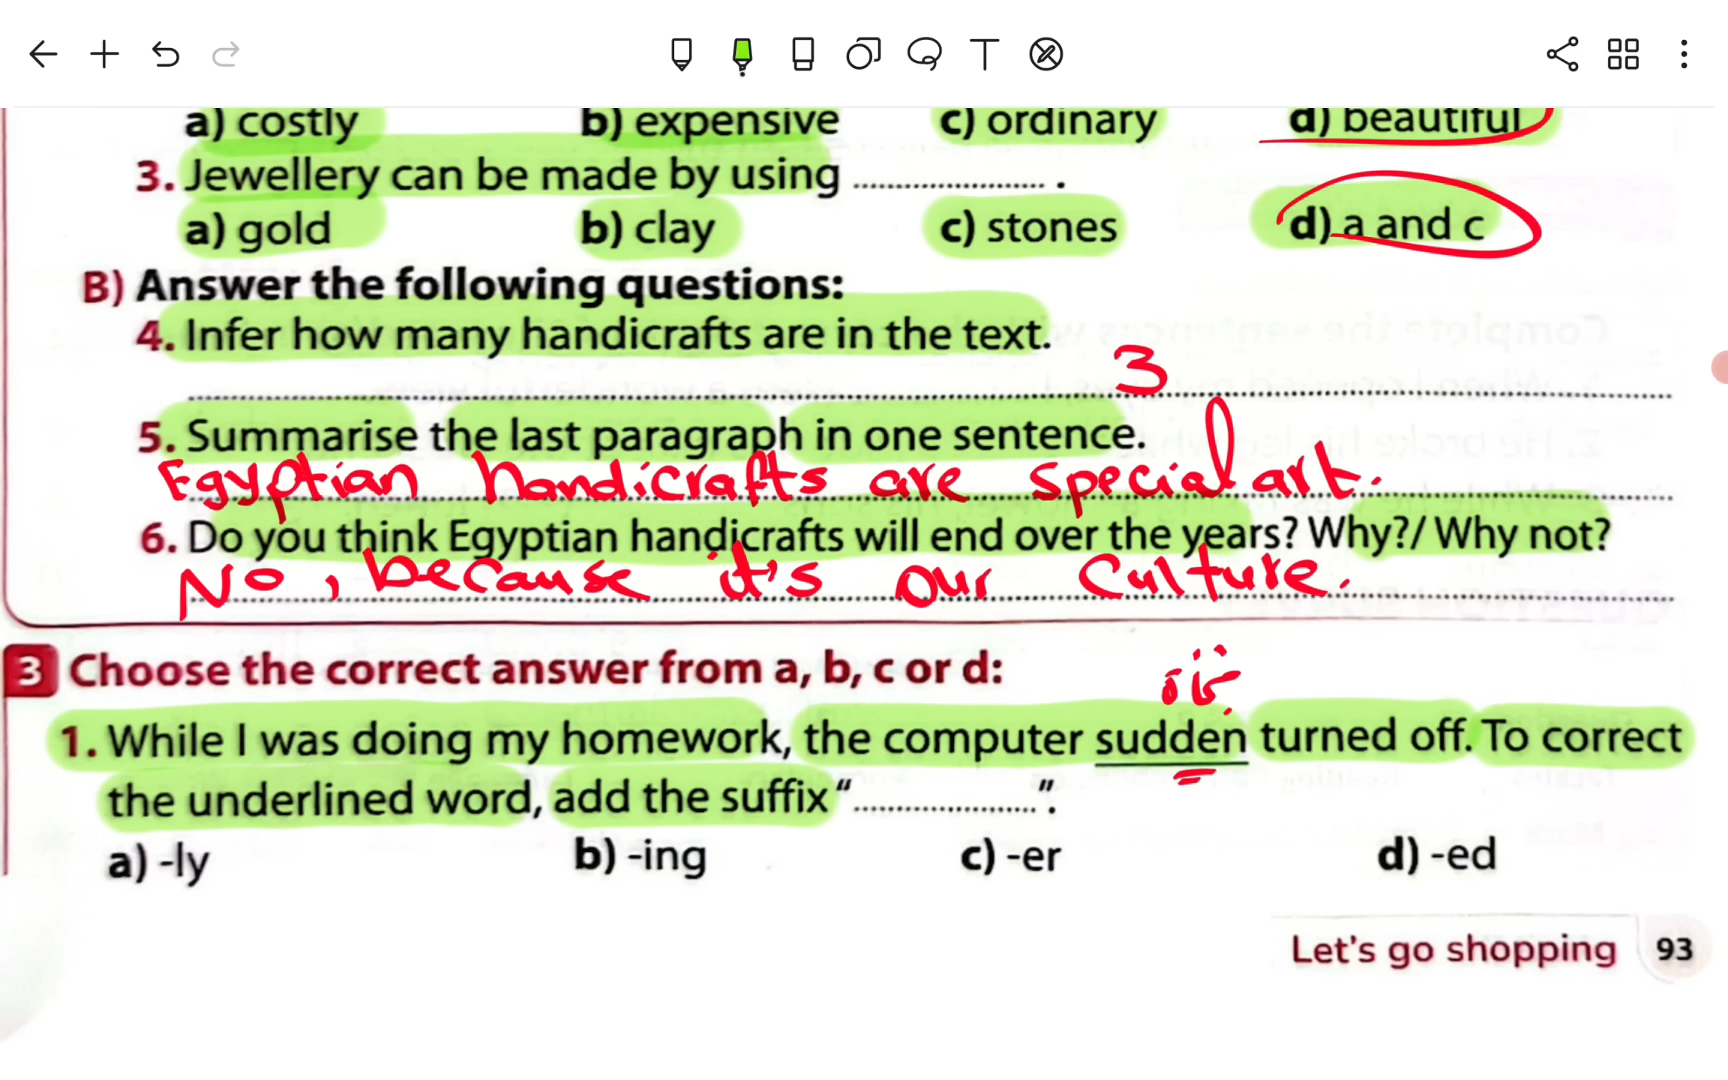 a) costly b) expensive c) ordinary d) beautiful
3. Jewellery can be made by using .................... .
a) gold b) clay c) stones d) a and c
B) Answer the following questions:
4. Infer how many handicrafts are in the text.
3
5. Summarise the last paragraph in one sentence.
Egyptian handicrafts are special art.
6. Do you think Egyptian handicrafts will end over the years? Why?/ Why not?
No, because it's our culture.
3 Choose the correct answer from a, b, c or d:
1. While I was doing my homework, the computer sudden turned off. To correct
the underlined word, add the suffix “....................”.
a) -ly b) -ing c) -er d) -ed
Let's go shopping 93